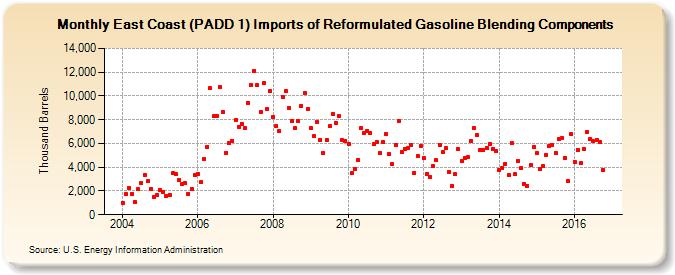 Monthly East Coast (PADD 1) Imports of Reformulated Gasoline Blending Components
Thousand Barrels
14,000
12,000
10,000
8,000
6,000
4,000
2,000
0
2004 2006 2008 2010 2012 2014 2016
Source: U.S. Energy Information Administration